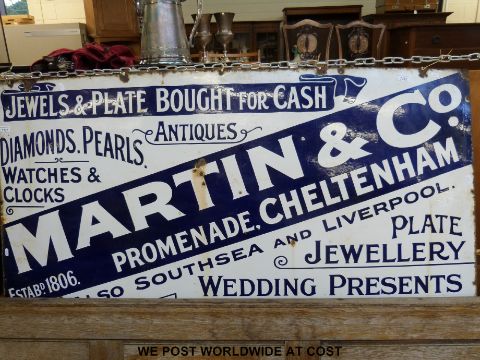 JEWELS & PLATE BOUGHT FOR CASH
DIAMONDS. PEARLS.
ANTIQUES
WATCHES &
CLOCKS
MARTIN & Co.
PROMENADE, CHELTENHAM
ESTABD. 1806.
ALSO SOUTHSEA AND LIVERPOOL.
PLATE
JEWELLERY
WEDDING PRESENTS
WE POST WORLDWIDE AT COST